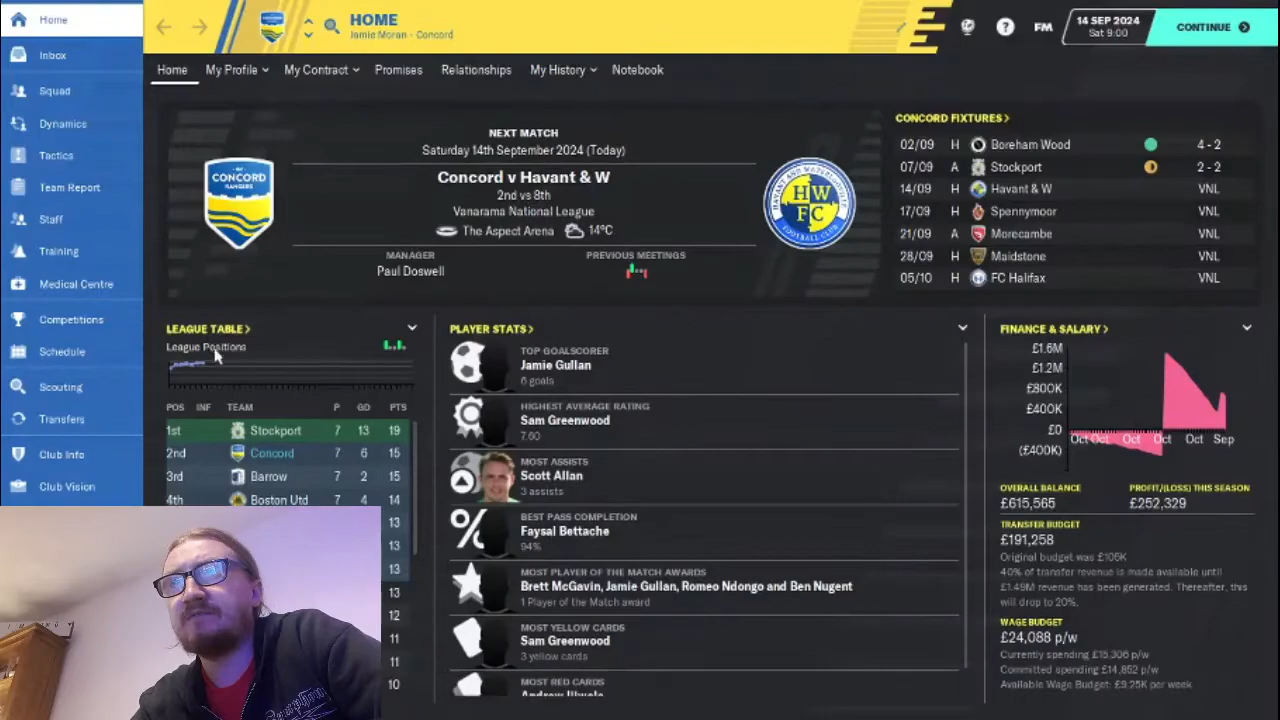 Home
HOME
Jamie Moran - Concord
FM
14 SEP 2024
Sat 9:00
CONTINUE
Inbox
Squad
Dynamics
Tactics
Team Report
Staff
Training
Medical Centre
Competitions
Schedule
Scouting
Transfers
Club Info
Club Vision
Home
My Profile
My Contract
Promises
Relationships
My History
Notebook
NEXT MATCH
Saturday 14th September 2024 (Today)
Concord v Havant & W
2nd vs 8th
Vanarama National League
The Aspect Arena
14°C
MANAGER
Paul Doswell
PREVIOUS MEETINGS
CONCORD
RANGERS
HAVANT AND WATERLOOVILLE
HW
FC
FOOTBALL CLUB
CONCORD FIXTURES>
02/09 H Boreham Wood 4 - 2
07/09 A Stockport 2 - 2
14/09 H Havant & W VNL
17/09 H Spennymoor VNL
21/09 A Morecambe VNL
28/09 H Maidstone VNL
05/10 H FC Halifax VNL
LEAGUE TABLE>
League Positions
POS INF TEAM P GD PTS
1st Stockport 7 13 19
2nd Concord 7 6 15
3rd Barrow 7 2 15
4th Boston Utd 7 4 14
13
13
13
13
12
11
11
10
PLAYER STATS>
TOP GOALSCORER
Jamie Gullan
6 goals
HIGHEST AVERAGE RATING
Sam Greenwood
7.60
MOST ASSISTS
Scott Allan
3 assists
BEST PASS COMPLETION
Faysal Bettache
94%
MOST PLAYER OF THE MATCH AWARDS
Brett McGavin, Jamie Gullan, Romeo Ndongo and Ben Nugent
1 Player of the Match award
MOST YELLOW CARDS
Sam Greenwood
3 yellow cards
MOST RED CARDS
FINANCE & SALARY>
£1.6M
£1.2M
£800K
£400K
£0
(£400K)
Oct Oct Oct Oct Oct Sep
OVERALL BALANCE
£615,565
PROFIT/(LOSS) THIS SEASON
£252,329
TRANSFER BUDGET
£191,258
Original budget was £105K
40% of transfer revenue is made available until
£1.49M revenue has been generated. Thereafter, this
will drop to 20%.
WAGE BUDGET
£24,088 p/w
Currently spending £15,306 p/w
Committed spending £14,852 p/w
Available Wage Budget: £9.25K per week